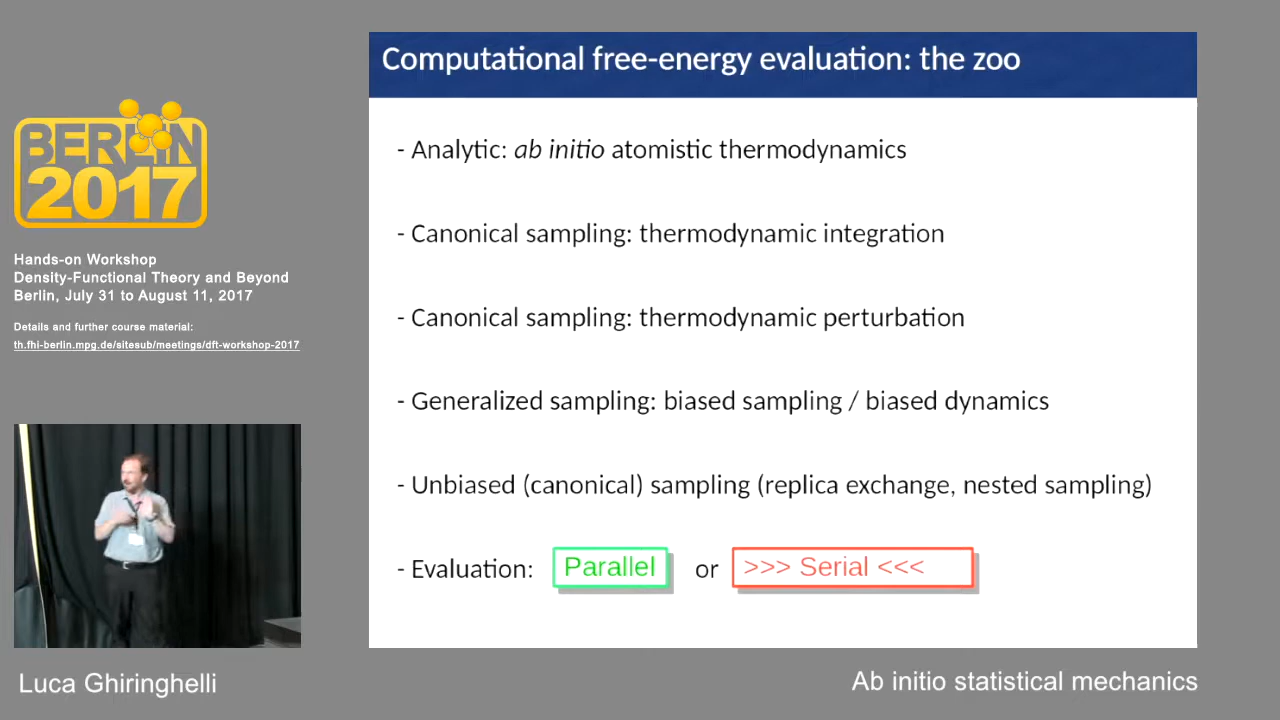 BERLIN
2017
Hands-on Workshop
Density-Functional Theory and Beyond
Berlin, July 31 to August 11, 2017
Details and further course material:
th.fhi-berlin.mpg.de/sitesub/meetings/dft-workshop-2017
Computational free-energy evaluation: the zoo
- Analytic: ab initio atomistic thermodynamics
- Canonical sampling: thermodynamic integration
- Canonical sampling: thermodynamic perturbation
- Generalized sampling: biased sampling / biased dynamics
- Unbiased (canonical) sampling (replica exchange, nested sampling)
- Evaluation: Parallel or >>> Serial <<<
Luca Ghiringhelli
Ab initio statistical mechanics